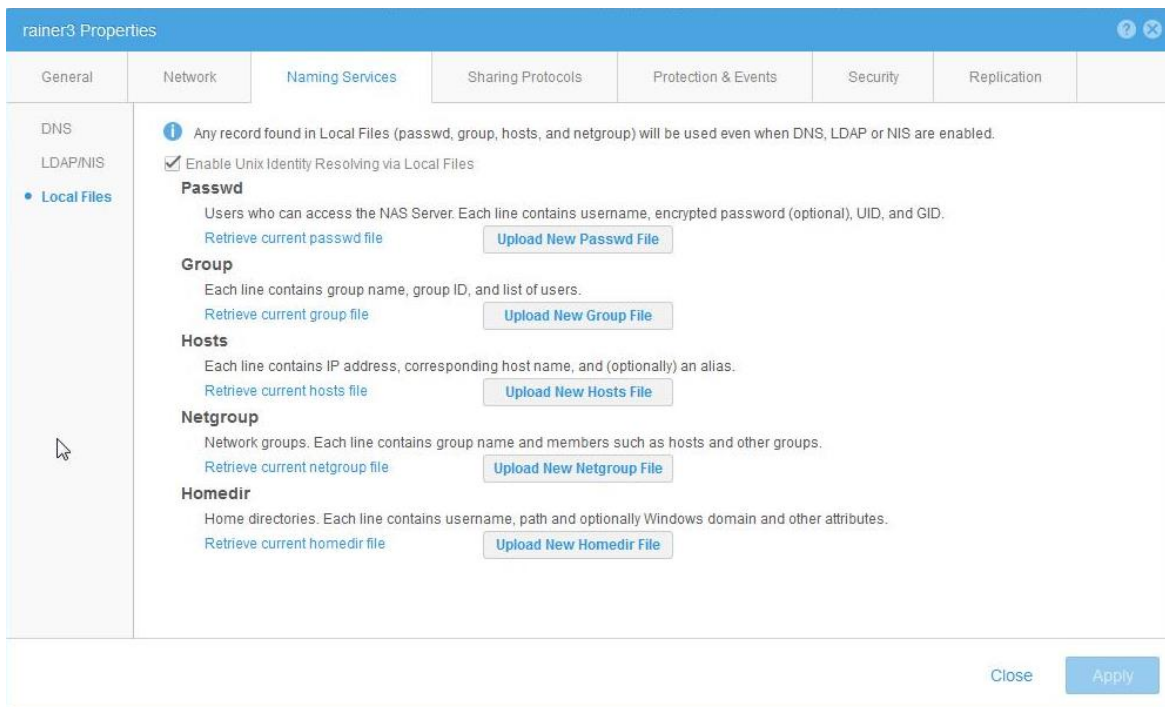 rainer3 Properties
General Network Naming Services Sharing Protocols Protection & Events Security Replication
DNS
LDAP/NIS
Local Files
Any record found in Local Files (passwd, group, hosts, and netgroup) will be used even when DNS, LDAP or NIS are enabled.
Enable Unix Identity Resolving via Local Files
Passwd
Users who can access the NAS Server. Each line contains username, encrypted password (optional), UID, and GID.
Retrieve current passwd file Upload New Passwd File
Group
Each line contains group name, group ID, and list of users.
Retrieve current group file Upload New Group File
Hosts
Each line contains IP address, corresponding host name, and (optionally) an alias.
Retrieve current hosts file Upload New Hosts File
Netgroup
Network groups. Each line contains group name and members such as hosts and other groups.
Retrieve current netgroup file Upload New Netgroup File
Homedir
Home directories. Each line contains username, path and optionally Windows domain and other attributes.
Retrieve current homedir file Upload New Homedir File
Close Apply